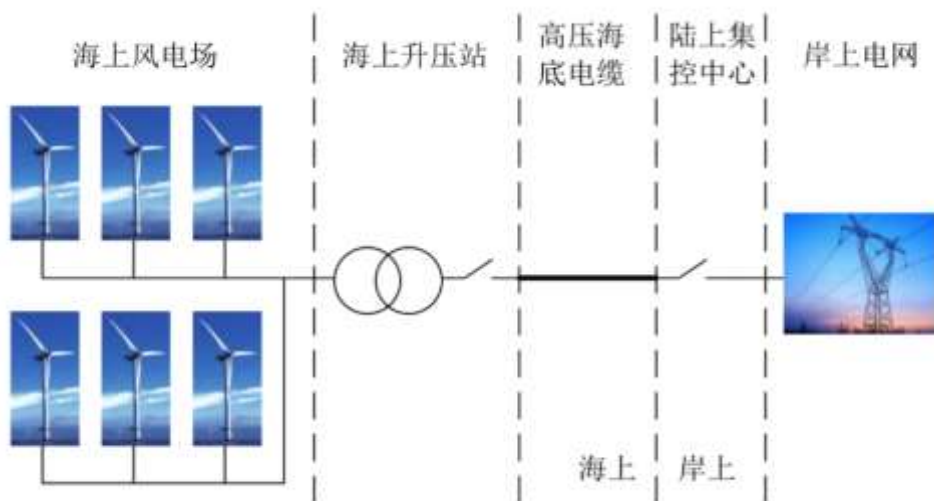 海上风电场
海上升压站
高压海
底电缆
陆上集
控中心
岸上电网
海上
岸上